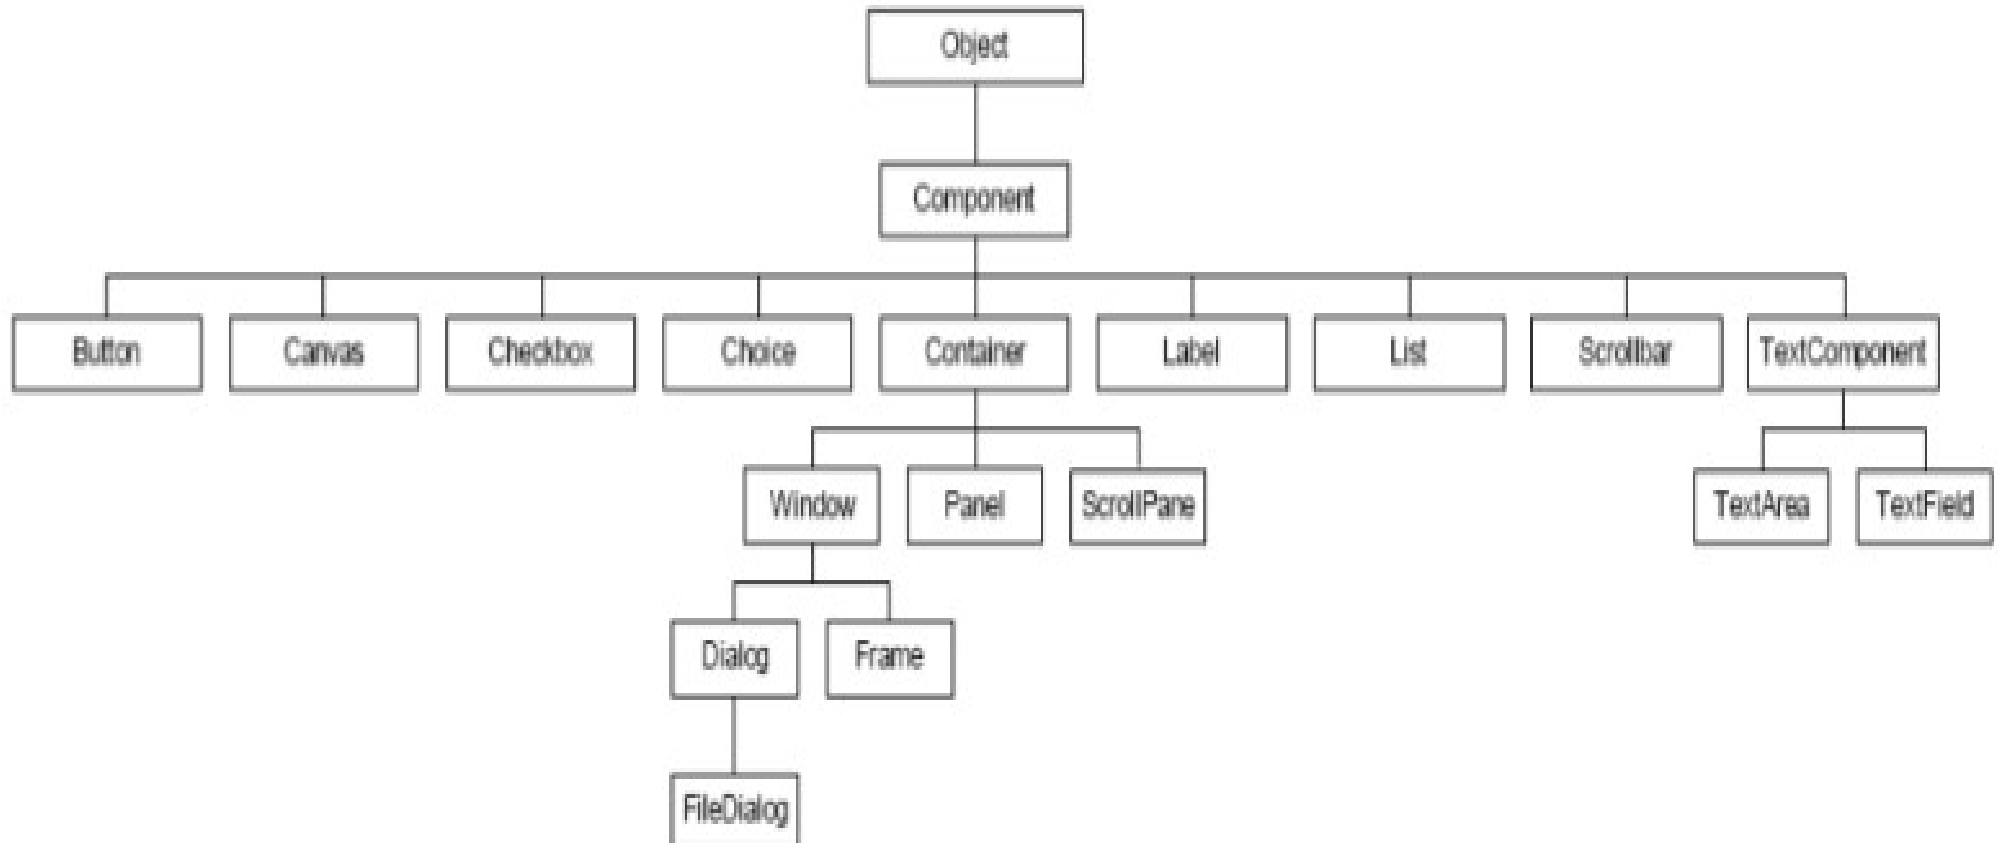 Object
Component
Button
Canvas
Checkbox
Choice
Container
Label
List
Scrollbar
TextComponent
Window
Panel
ScrollPane
TextArea
TextField
Dialog
Frame
FileDialog